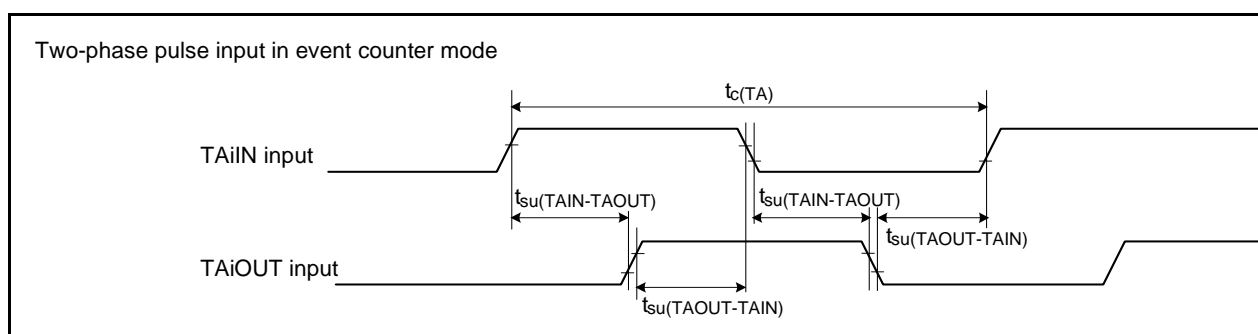 Two-phase pulse input in event counter mode
tc(TA)
TAiIN input
tsu(TAIN-TAOUT)
tsu(TAIN-TAOUT)
tsu(TAOUT-TAIN)
TAiOUT input
tsu(TAOUT-TAIN)